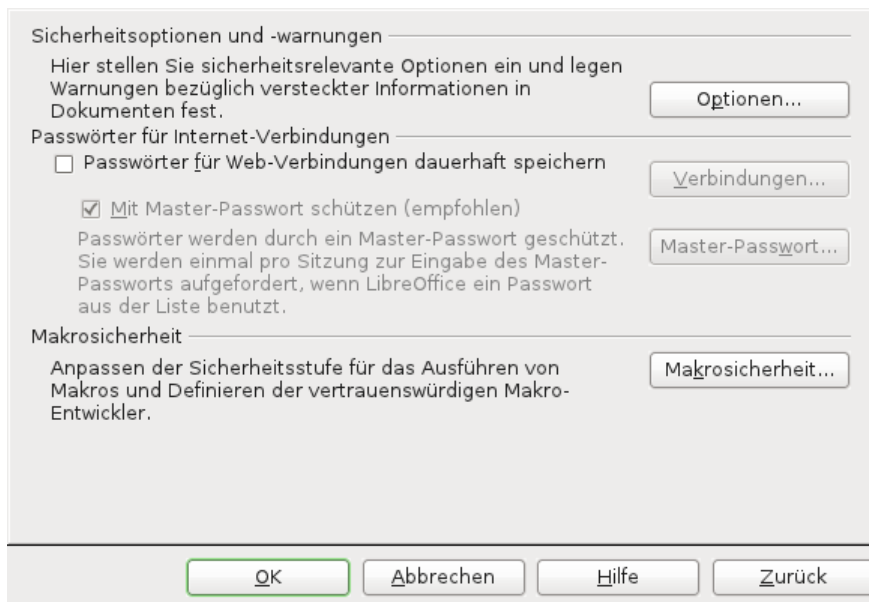 Sicherheitsoptionen und -warnungen
Hier stellen Sie sicherheitsrelevante Optionen ein und legen
Warnungen bezüglich versteckter Informationen in
Dokumenten fest.
Optionen...
Passwörter für Internet-Verbindungen
Passwörter für Web-Verbindungen dauerhaft speichern
Verbindungen...
Mit Master-Passwort schützen (empfohlen)
Passwörter werden durch ein Master-Passwort geschützt.
Sie werden einmal pro Sitzung zur Eingabe des Master-
Passworts aufgefordert, wenn LibreOffice ein Passwort
aus der Liste benutzt.
Master-Passwort...
Makrosicherheit
Anpassen der Sicherheitsstufe für das Ausführen von
Makros und Definieren der vertrauenswürdigen Makro-
Entwickler.
Makrosicherheit...
OK
Abbrechen
Hilfe
Zurück